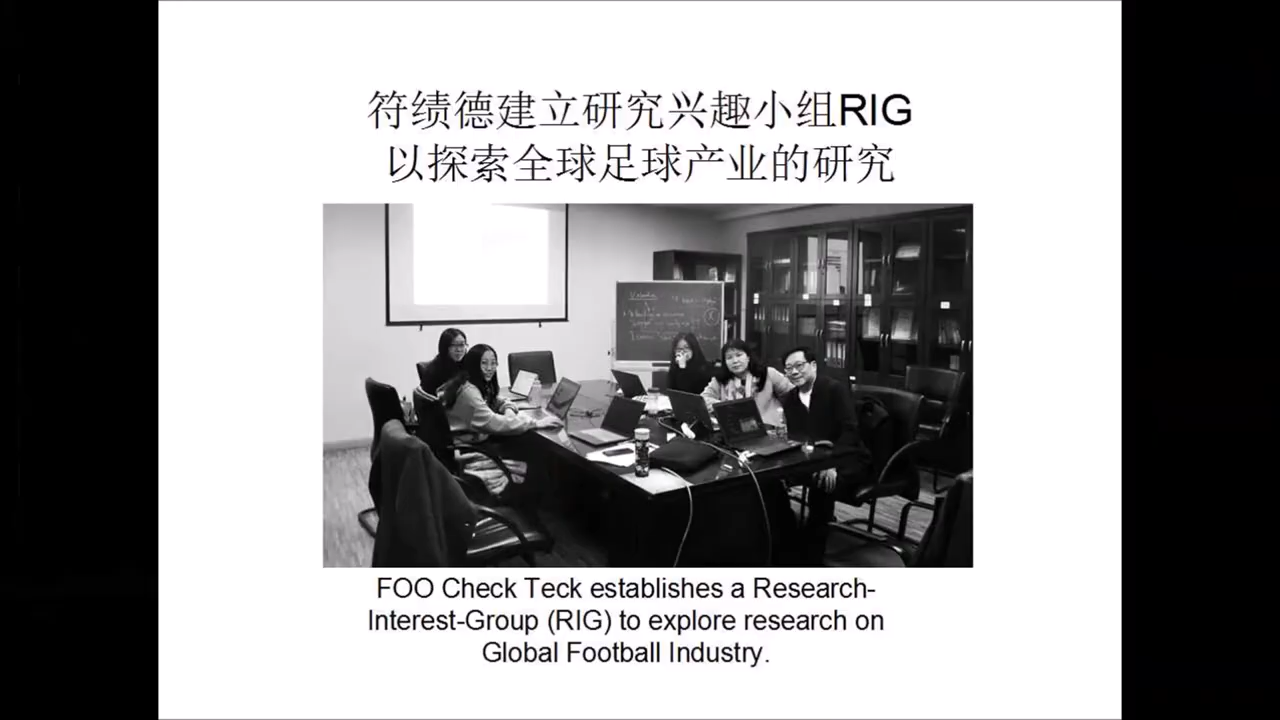 符绩德建立研究兴趣小组RIG
以探索全球足球产业的研究
FOO Check Teck establishes a Research-
Interest-Group (RIG) to explore research on
Global Football Industry.